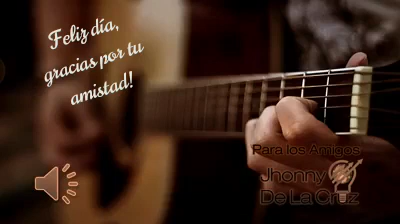 Feliz día,
gracias por tu
amistad!
Para los Amigos
Jhonny
De La Cruz